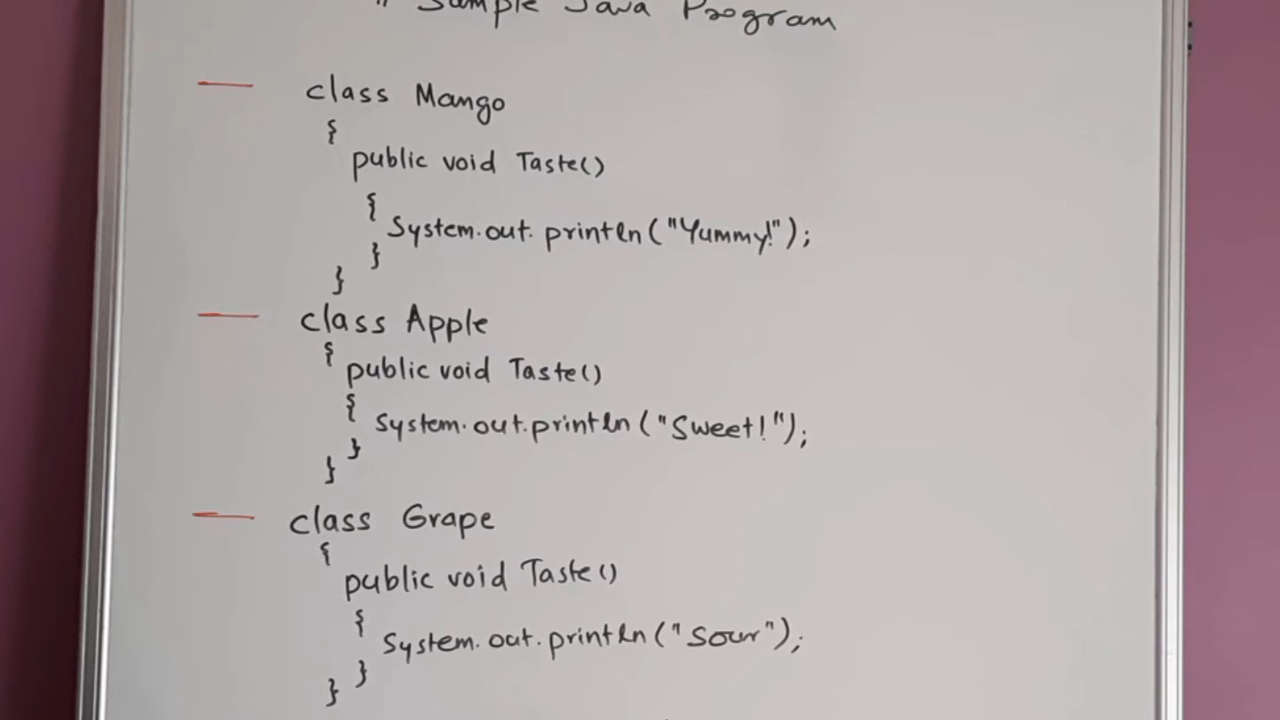 // Sample Java Program
class Mango
{
public void Taste()
{
System.out.println("Yummy!");
}
}
class Apple
{
public void Taste()
{
System.out.println("Sweet!");
}
}
class Grape
{
public void Taste()
{
System.out.println("Sour");
}
}